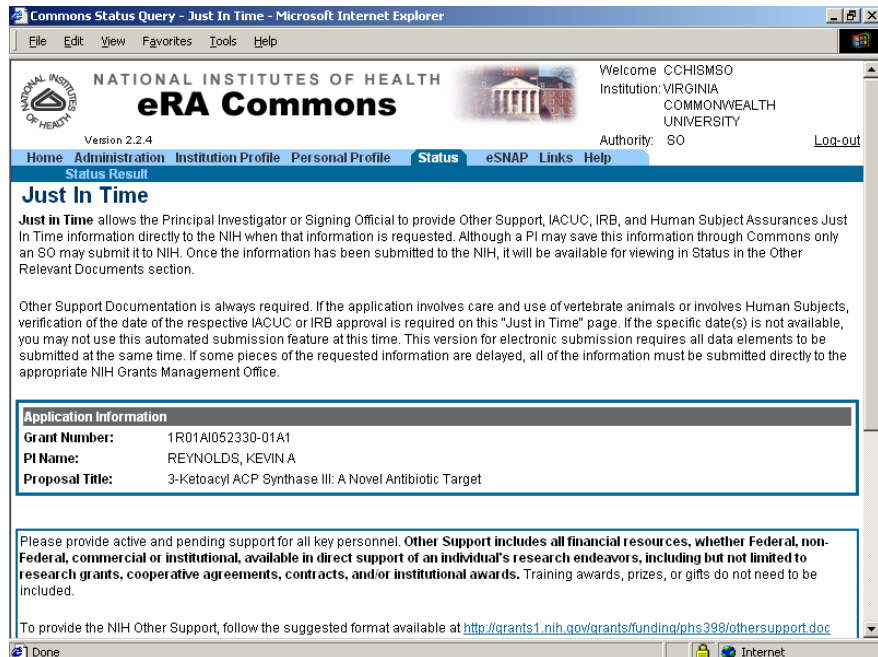 Commons Status Query - Just In Time - Microsoft Internet Explorer
File Edit View Favorites Tools Help
NATIONAL INSTITUTES OF HEALTH
eRA Commons
Version 2.2.4
NATIONAL INSTITUTES OF HEALTH
Welcome CCHISMSO
Institution: VIRGINIA
COMMONWEALTH
UNIVERSITY
Authority: SO
Log-out
Home Administration Institution Profile Personal Profile Status eSNAP Links Help
Status Result
Just In Time
Just in Time allows the Principal Investigator or Signing Official to provide Other Support, IACUC, IRB, and Human Subject Assurances Just
In Time information directly to the NIH when that information is requested. Although a PI may save this information through Commons only
an SO may submit it to NIH. Once the information has been submitted to the NIH, it will be available for viewing in Status in the Other
Relevant Documents section.
Other Support Documentation is always required. If the application involves care and use of vertebrate animals or involves Human Subjects,
verification of the date of the respective IACUC or IRB approval is required on this "Just in Time" page. If the specific date(s) is not available,
you may not use this automated submission feature at this time. This version for electronic submission requires all data elements to be
submitted at the same time. If some pieces of the requested information are delayed, all of the information must be submitted directly to the
appropriate NIH Grants Management Office.
Application Information
Grant Number: 1R01AI052330-01A1
PI Name: REYNOLDS, KEVIN A
Proposal Title: 3-Ketoacyl ACP Synthase III: A Novel Antibiotic Target
Please provide active and pending support for all key personnel. Other Support includes all financial resources, whether Federal, non-
Federal, commercial or institutional, available in direct support of an individual's research endeavors, including but not limited to
research grants, cooperative agreements, contracts, and/or institutional awards. Training awards, prizes, or gifts do not need to be
included.
To provide the NIH Other Support, follow the suggested format available at http://grants1.nih.gov/grants/funding/phs398/othersupport.doc
Done
Internet